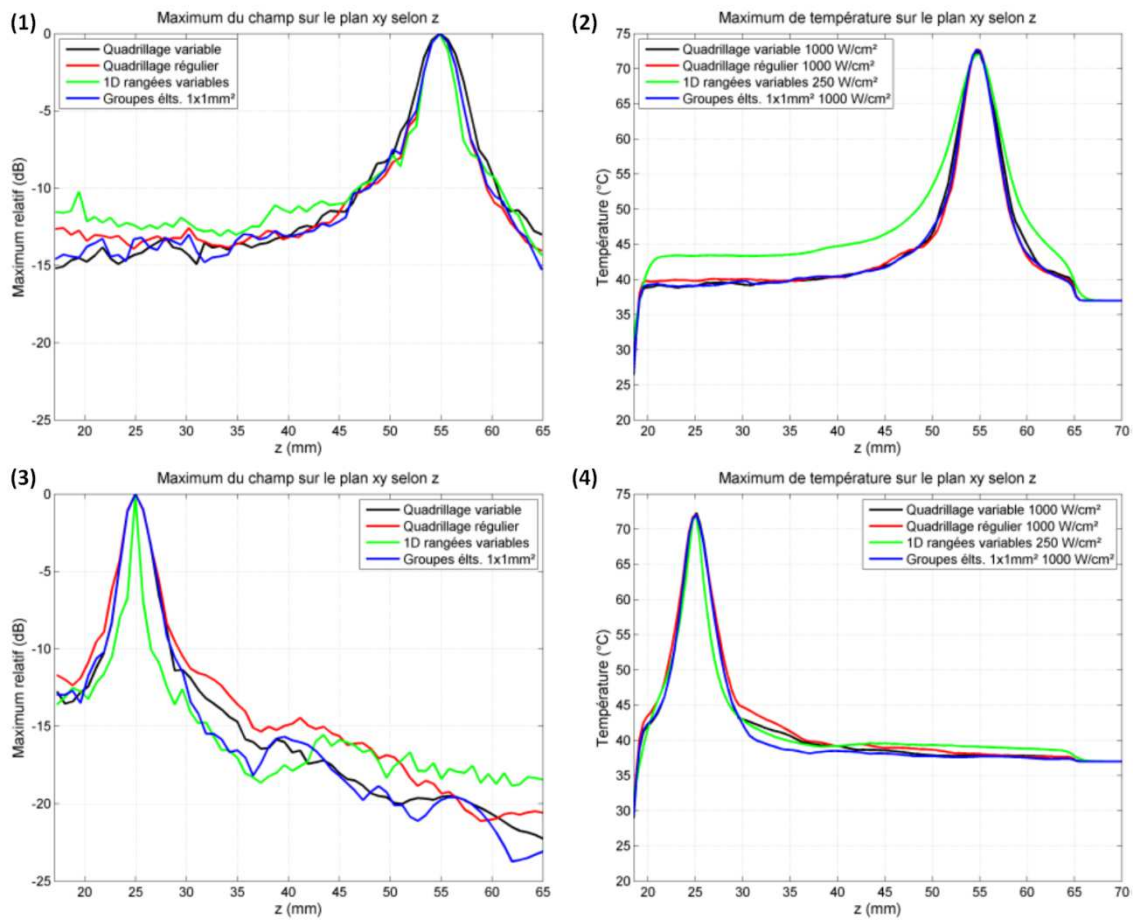 (1)
Maximum du champ sur le plan xy selon z
Quadrillage variable
Quadrillage régulier
1D rangées variables
Groupes élts. 1x1mm²
Maximum relatif (dB)
0
-5
-10
-15
-20
-25
20 25 30 35 40 45 50 55 60 65
z (mm)
(2)
Maximum de température sur le plan xy selon z
Quadrillage variable 1000 W/cm²
Quadrillage régulier 1000 W/cm²
1D rangées variables 250 W/cm²
Groupes élts. 1x1mm² 1000 W/cm²
Température (°C)
75
70
65
60
55
50
45
40
35
30
25
20
20 25 30 35 40 45 50 55 60 65 70
z (mm)
(3)
Maximum du champ sur le plan xy selon z
Quadrillage variable
Quadrillage régulier
1D rangées variables
Groupes élts. 1x1mm²
Maximum relatif (dB)
0
-5
-10
-15
-20
-25
20 25 30 35 40 45 50 55 60 65
z (mm)
(4)
Maximum de température sur le plan xy selon z
Quadrillage variable 1000 W/cm²
Quadrillage régulier 1000 W/cm²
1D rangées variables 250 W/cm²
Groupes élts. 1x1mm² 1000 W/cm²
Température (°C)
75
70
65
60
55
50
45
40
35
30
25
20
20 25 30 35 40 45 50 55 60 65 70
z (mm)